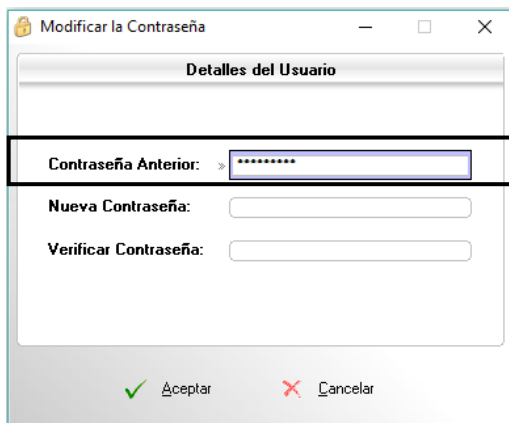 Modificar la Contraseña
Detalles del Usuario
Contraseña Anterior: » •••••••••
Nueva Contraseña:
Verificar Contraseña:
Aceptar Cancelar